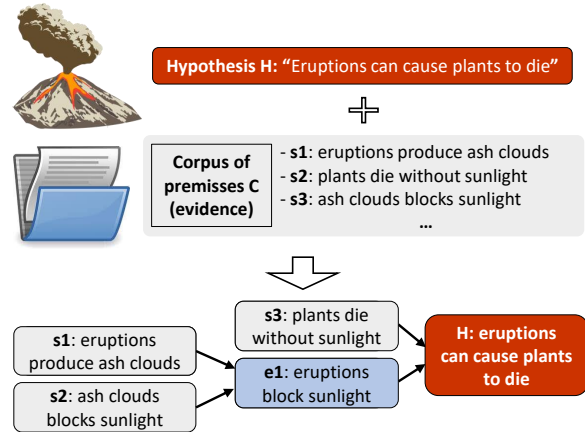 Hypothesis H: “Eruptions can cause plants to die”
Corpus of
premisses C
(evidence)
- s1: eruptions produce ash clouds
- s2: plants die without sunlight
- s3: ash clouds blocks sunlight
...
s1: eruptions
produce ash clouds
s2: ash clouds
blocks sunlight
s3: plants die
without sunlight
e1: eruptions
block sunlight
H: eruptions
can cause plants
to die